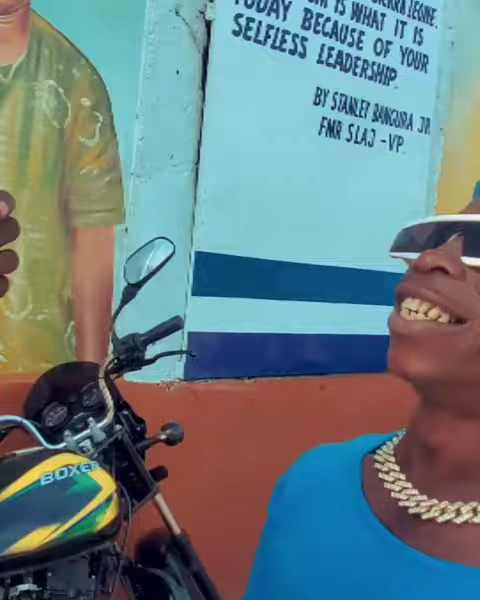 IS WHAT IT IS
TODAY BECAUSE OF YOUR
SELFLESS LEADERSHIP.
BY STANLEY BANGURA JR
FMR SLAJ - VP.
BOXER